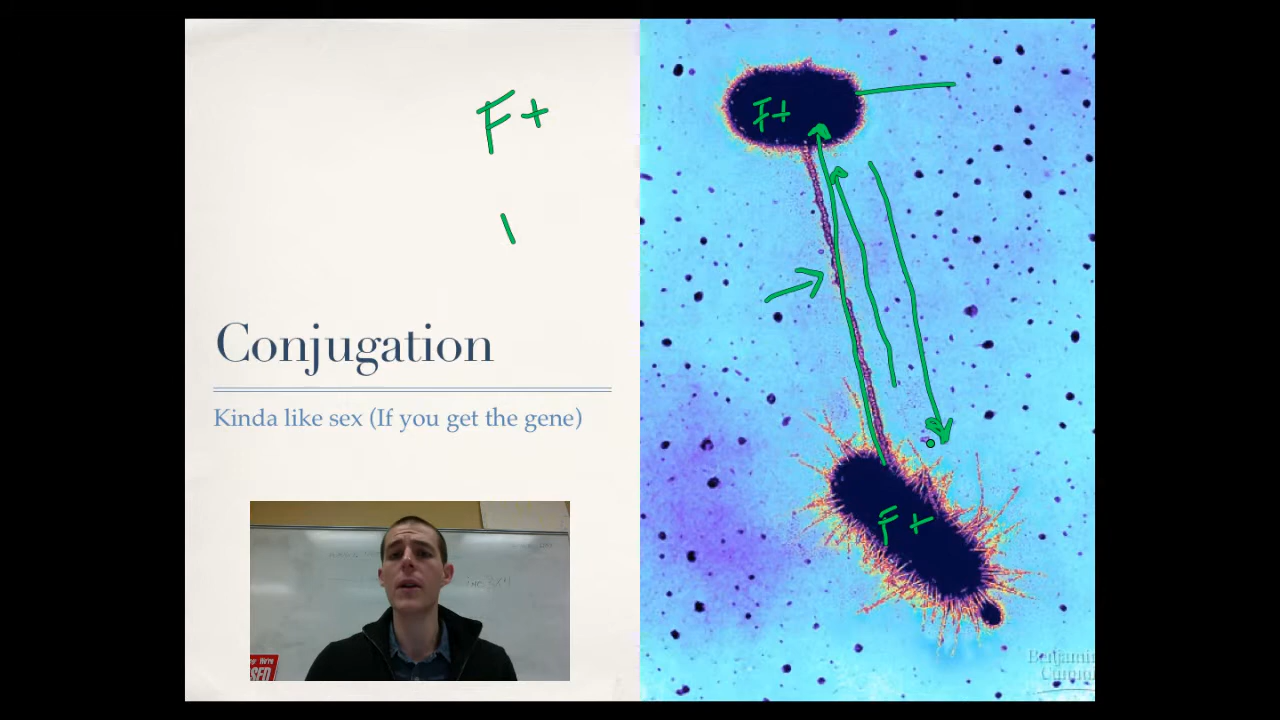 F+
Conjugation
Kinda like sex (If you get the gene)
F+
F+